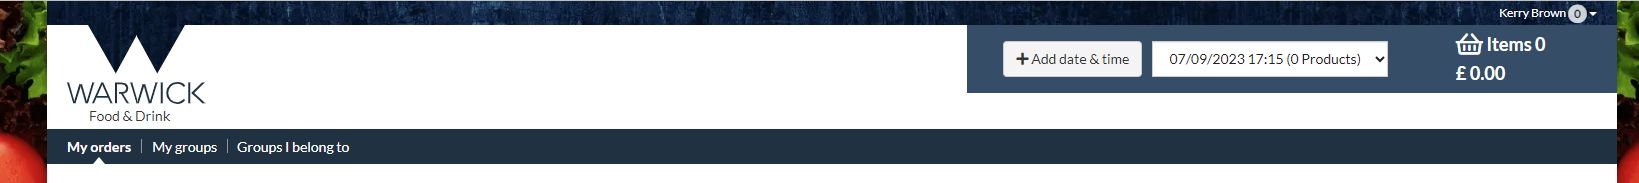 Kerry Brown 0
Add date & time
07/09/2023 17:15 (0 Products)
Items 0
£ 0.00
WARWICK
Food & Drink
My orders
My groups
Groups I belong to